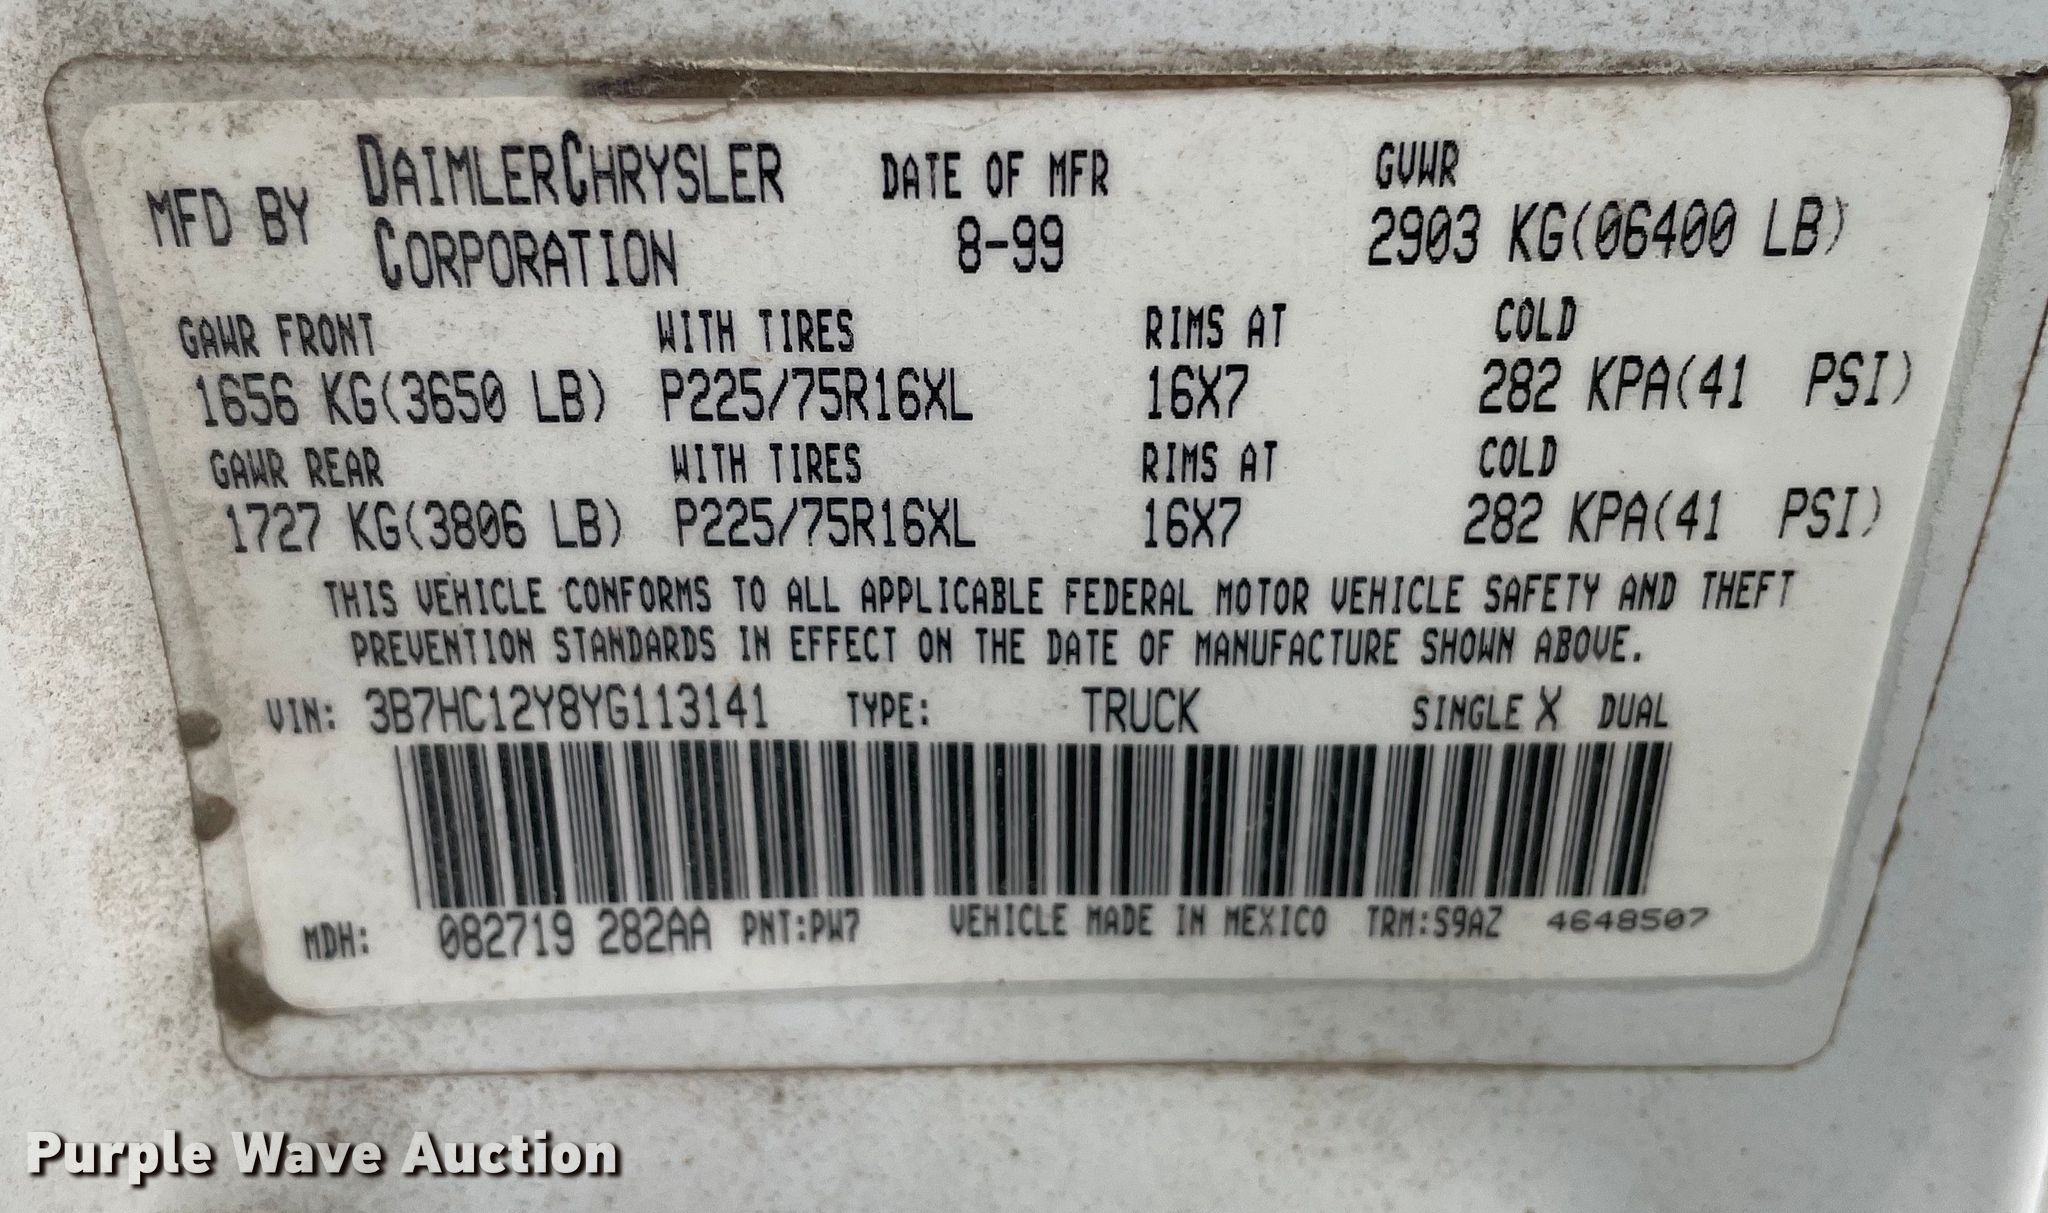 MFD BY DAIMLERCHRYSLER CORPORATION
DATE OF MFR
8-99
GVWR
2903 KG(06400 LB)
GAWR FRONT WITH TIRES RIMS AT COLD
1656 KG(3650 LB) P225/75R16XL 16X7 282 KPA(41 PSI)
GAWR REAR WITH TIRES RIMS AT COLD
1727 KG(3806 LB) P225/75R16XL 16X7 282 KPA(41 PSI)
THIS VEHICLE CONFORMS TO ALL APPLICABLE FEDERAL MOTOR VEHICLE SAFETY AND THEFT
PREVENTION STANDARDS IN EFFECT ON THE DATE OF MANUFACTURE SHOWN ABOVE.
VIN: 3B7HC12Y8YG113141 TYPE: TRUCK SINGLE X DUAL
MDH: 082719 282AA PNT:PW7 VEHICLE MADE IN MEXICO TRM:S9AZ 4648507
Purple Wave Auction